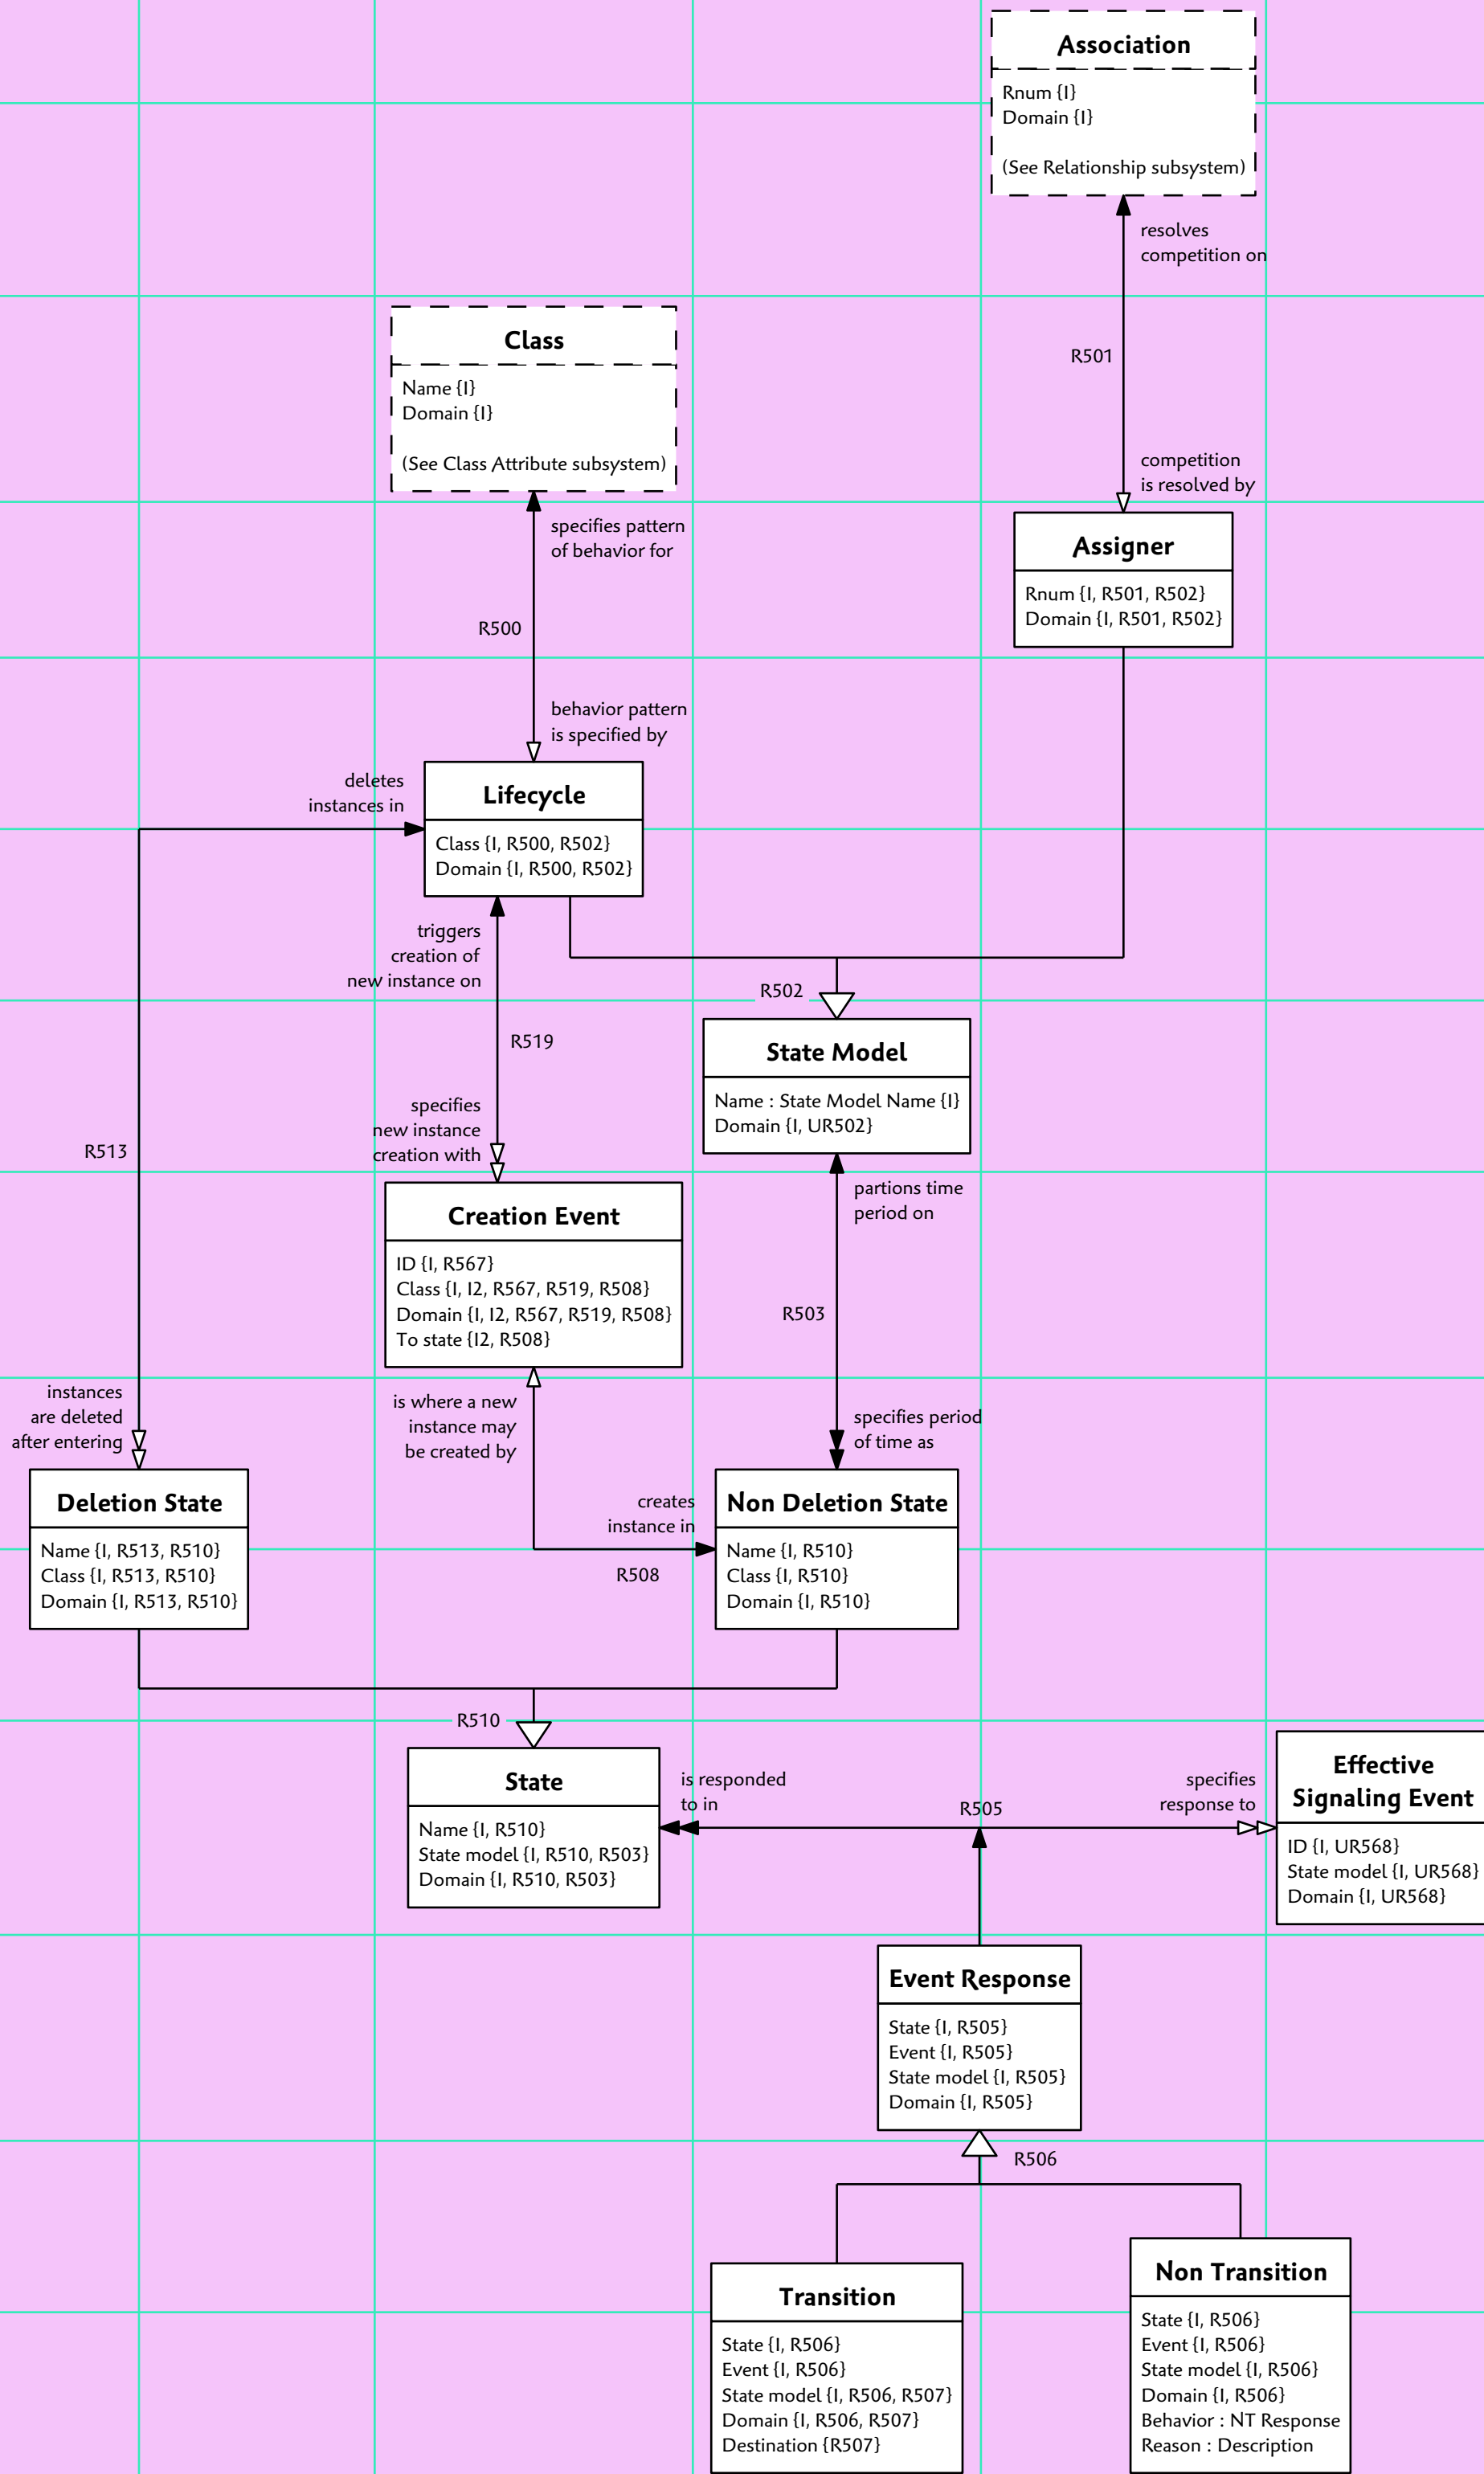 Association
Rnum {I}
Domain {I}
(See Relationship subsystem)
resolves
competition on
R501
competition
is resolved by
Class
Name {I}
Domain {I}
(See Class Attribute subsystem)
specifies pattern
of behavior for
R500
behavior pattern
is specified by
Assigner
Rnum {I, R501, R502}
Domain {I, R501, R502}
deletes
instances in
Lifecycle
Class {I, R500, R502}
Domain {I, R500, R502}
triggers
creation of
new instance on
R519
specifies
new instance
creation with
R502
State Model
Name : State Model Name {I}
Domain {I, UR502}
R513
partions time
period on
R503
specifies period
of time as
Creation Event
ID {I, R567}
Class {I, I2, R567, R519, R508}
Domain {I, I2, R567, R519, R508}
To state {I2, R508}
is where a new
instance may
be created by
creates
instance in
R508
instances
are deleted
after entering
Deletion State
Name {I, R513, R510}
Class {I, R513, R510}
Domain {I, R513, R510}
Non Deletion State
Name {I, R510}
Class {I, R510}
Domain {I, R510}
R510
State
Name {I, R510}
State model {I, R510, R503}
Domain {I, R510, R503}
is responded
to in
R505
specifies
response to
Effective
Signaling Event
ID {I, UR568}
State model {I, UR568}
Domain {I, UR568}
Event Response
State {I, R505}
Event {I, R505}
State model {I, R505}
Domain {I, R505}
R506
Transition
State {I, R506}
Event {I, R506}
State model {I, R506, R507}
Domain {I, R506, R507}
Destination {R507}
Non Transition
State {I, R506}
Event {I, R506}
State model {I, R506}
Domain {I, R506}
Behavior : NT Response
Reason : Description